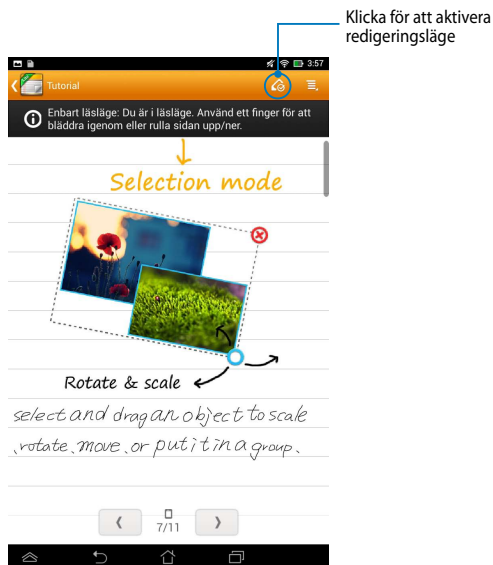 Klicka för att aktivera
redigeringsläge
3:57
Tutorial
Enbart läsläge: Du är i läsläge. Använd ett finger för att
bläddra igenom eller rulla sidan upp/ner.
Selection mode
Rotate & scale
select and drag an object to scale
, rotate, move, or put it in a group.
7/11